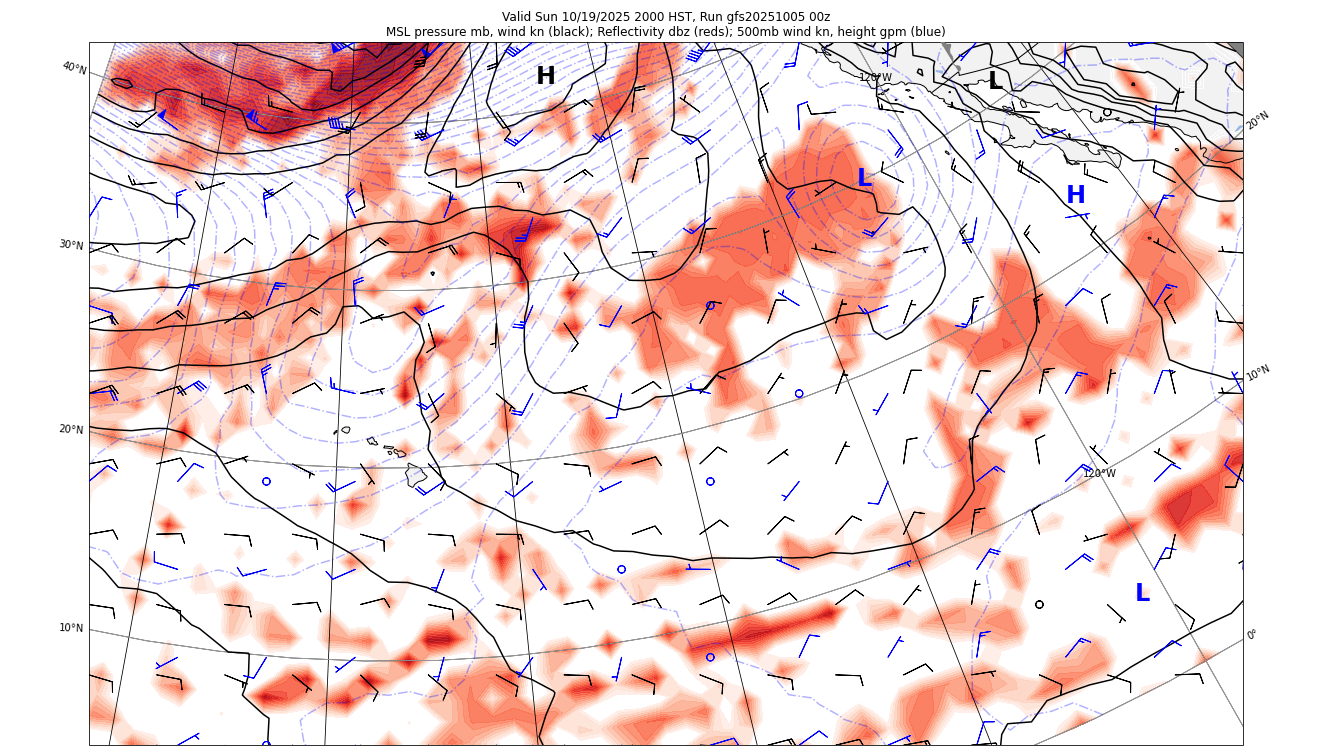 Valid Sun 10/19/2025 2000 HST, Run gfs20251005 00z
MSL pressure mb, wind kn (black); Reflectivity dbz (reds); 500mb wind kn, height gpm (blue)
40°N
H
120°W
L
20°N
L
H
30°N
10°N
20°N
120°W
L
10°N
0°